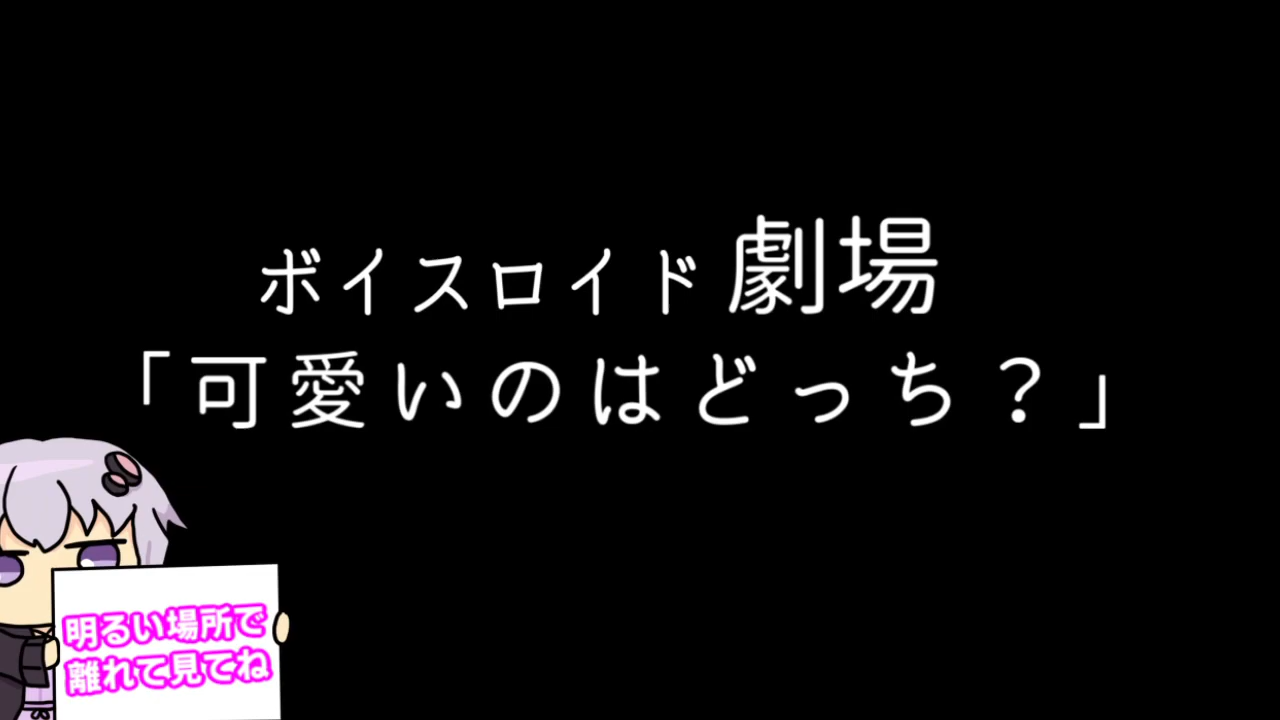 ボイスロイド劇場
「可愛いのはどっち？」
明るい場所で
離れて見てね